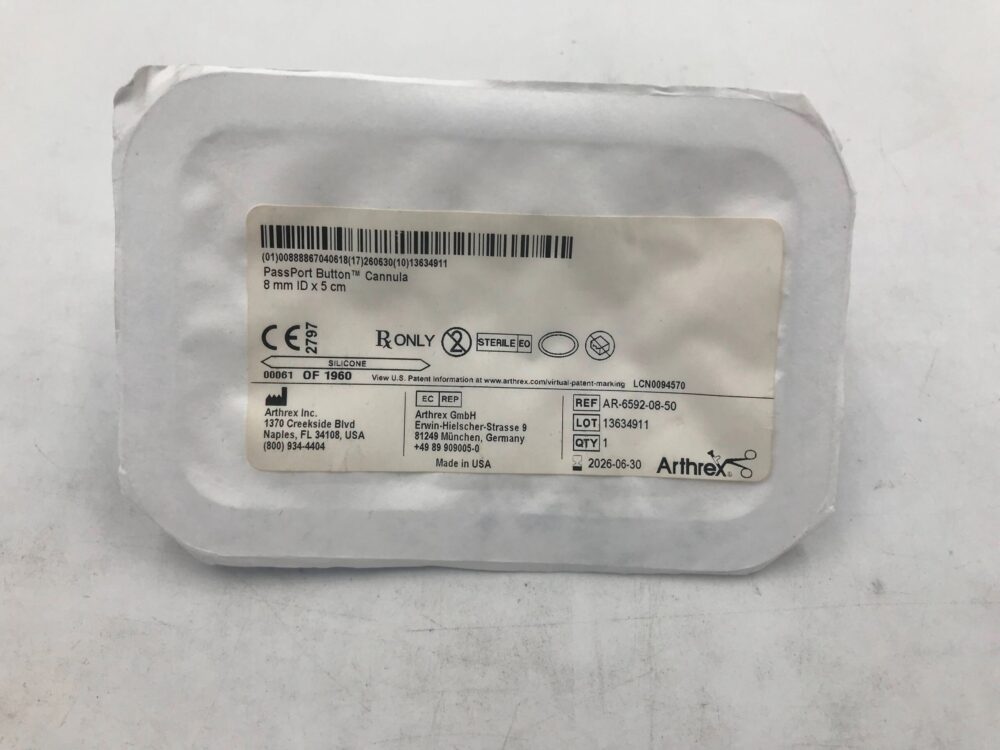 (01)00888867040618(17)260630(10)13634911
PassPort Button™ Cannula
8 mm ID x 5 cm
CE 2797
Rx ONLY
2
STERILE EO
SILICONE
00061 OF 1960
View U.S. Patent information at www.arthrex.com/virtual-patent-marking LCN0094570
Arthrex Inc.
1370 Creekside Blvd
Naples, FL 34108, USA
(800) 934-4404
EC REP
Arthrex GmbH
Erwin-Hielscher-Strasse 9
81249 München, Germany
+49 89 909005-0
Made in USA
REF AR-6592-08-50
LOT 13634911
QTY 1
2026-06-30
Arthrex®